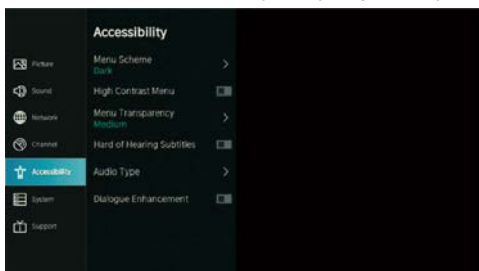 Accessibility
Picture
Menu Scheme
Dark
Sound
High Contrast Menu
Network
Menu Transparency
Medium
Channel
Hard of Hearing Subtitles
Accessibility
Audio Type
System
Dialogue Enhancement
Support